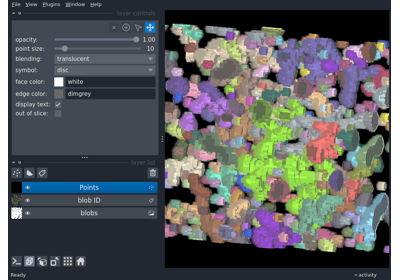 File View Plugins Window Help
layer controls
opacity: 1.00
point size: 10
blending: translucent
symbol: disc
face color: white
edge color: dimgrey
display text:
out of slice:
layer list
Points
blob ID
blobs
Ready
activity